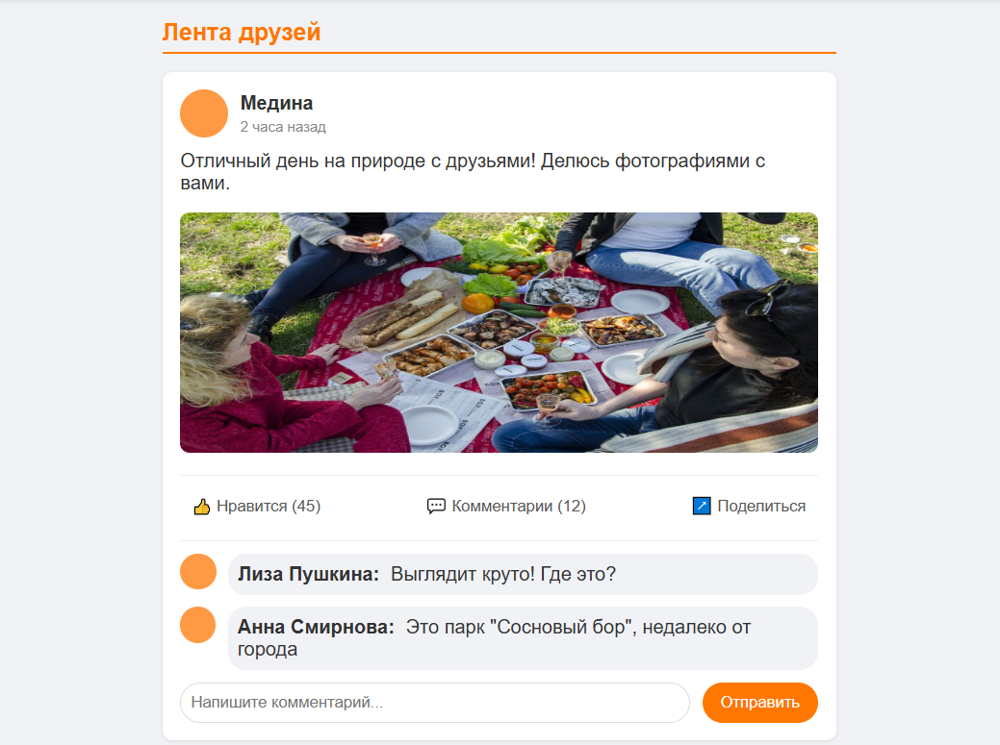 Лента друзей
Медина
2 часа назад
Отличный день на природе с друзьями! Делюсь фотографиями с
вами.
Нравится (45)
Комментарии (12)
Поделиться
Лиза Пушкина: Выглядит круто! Где это?
Анна Смирнова: Это парк "Сосновый бор", недалеко от
города
Напишите комментарий...
Отправить